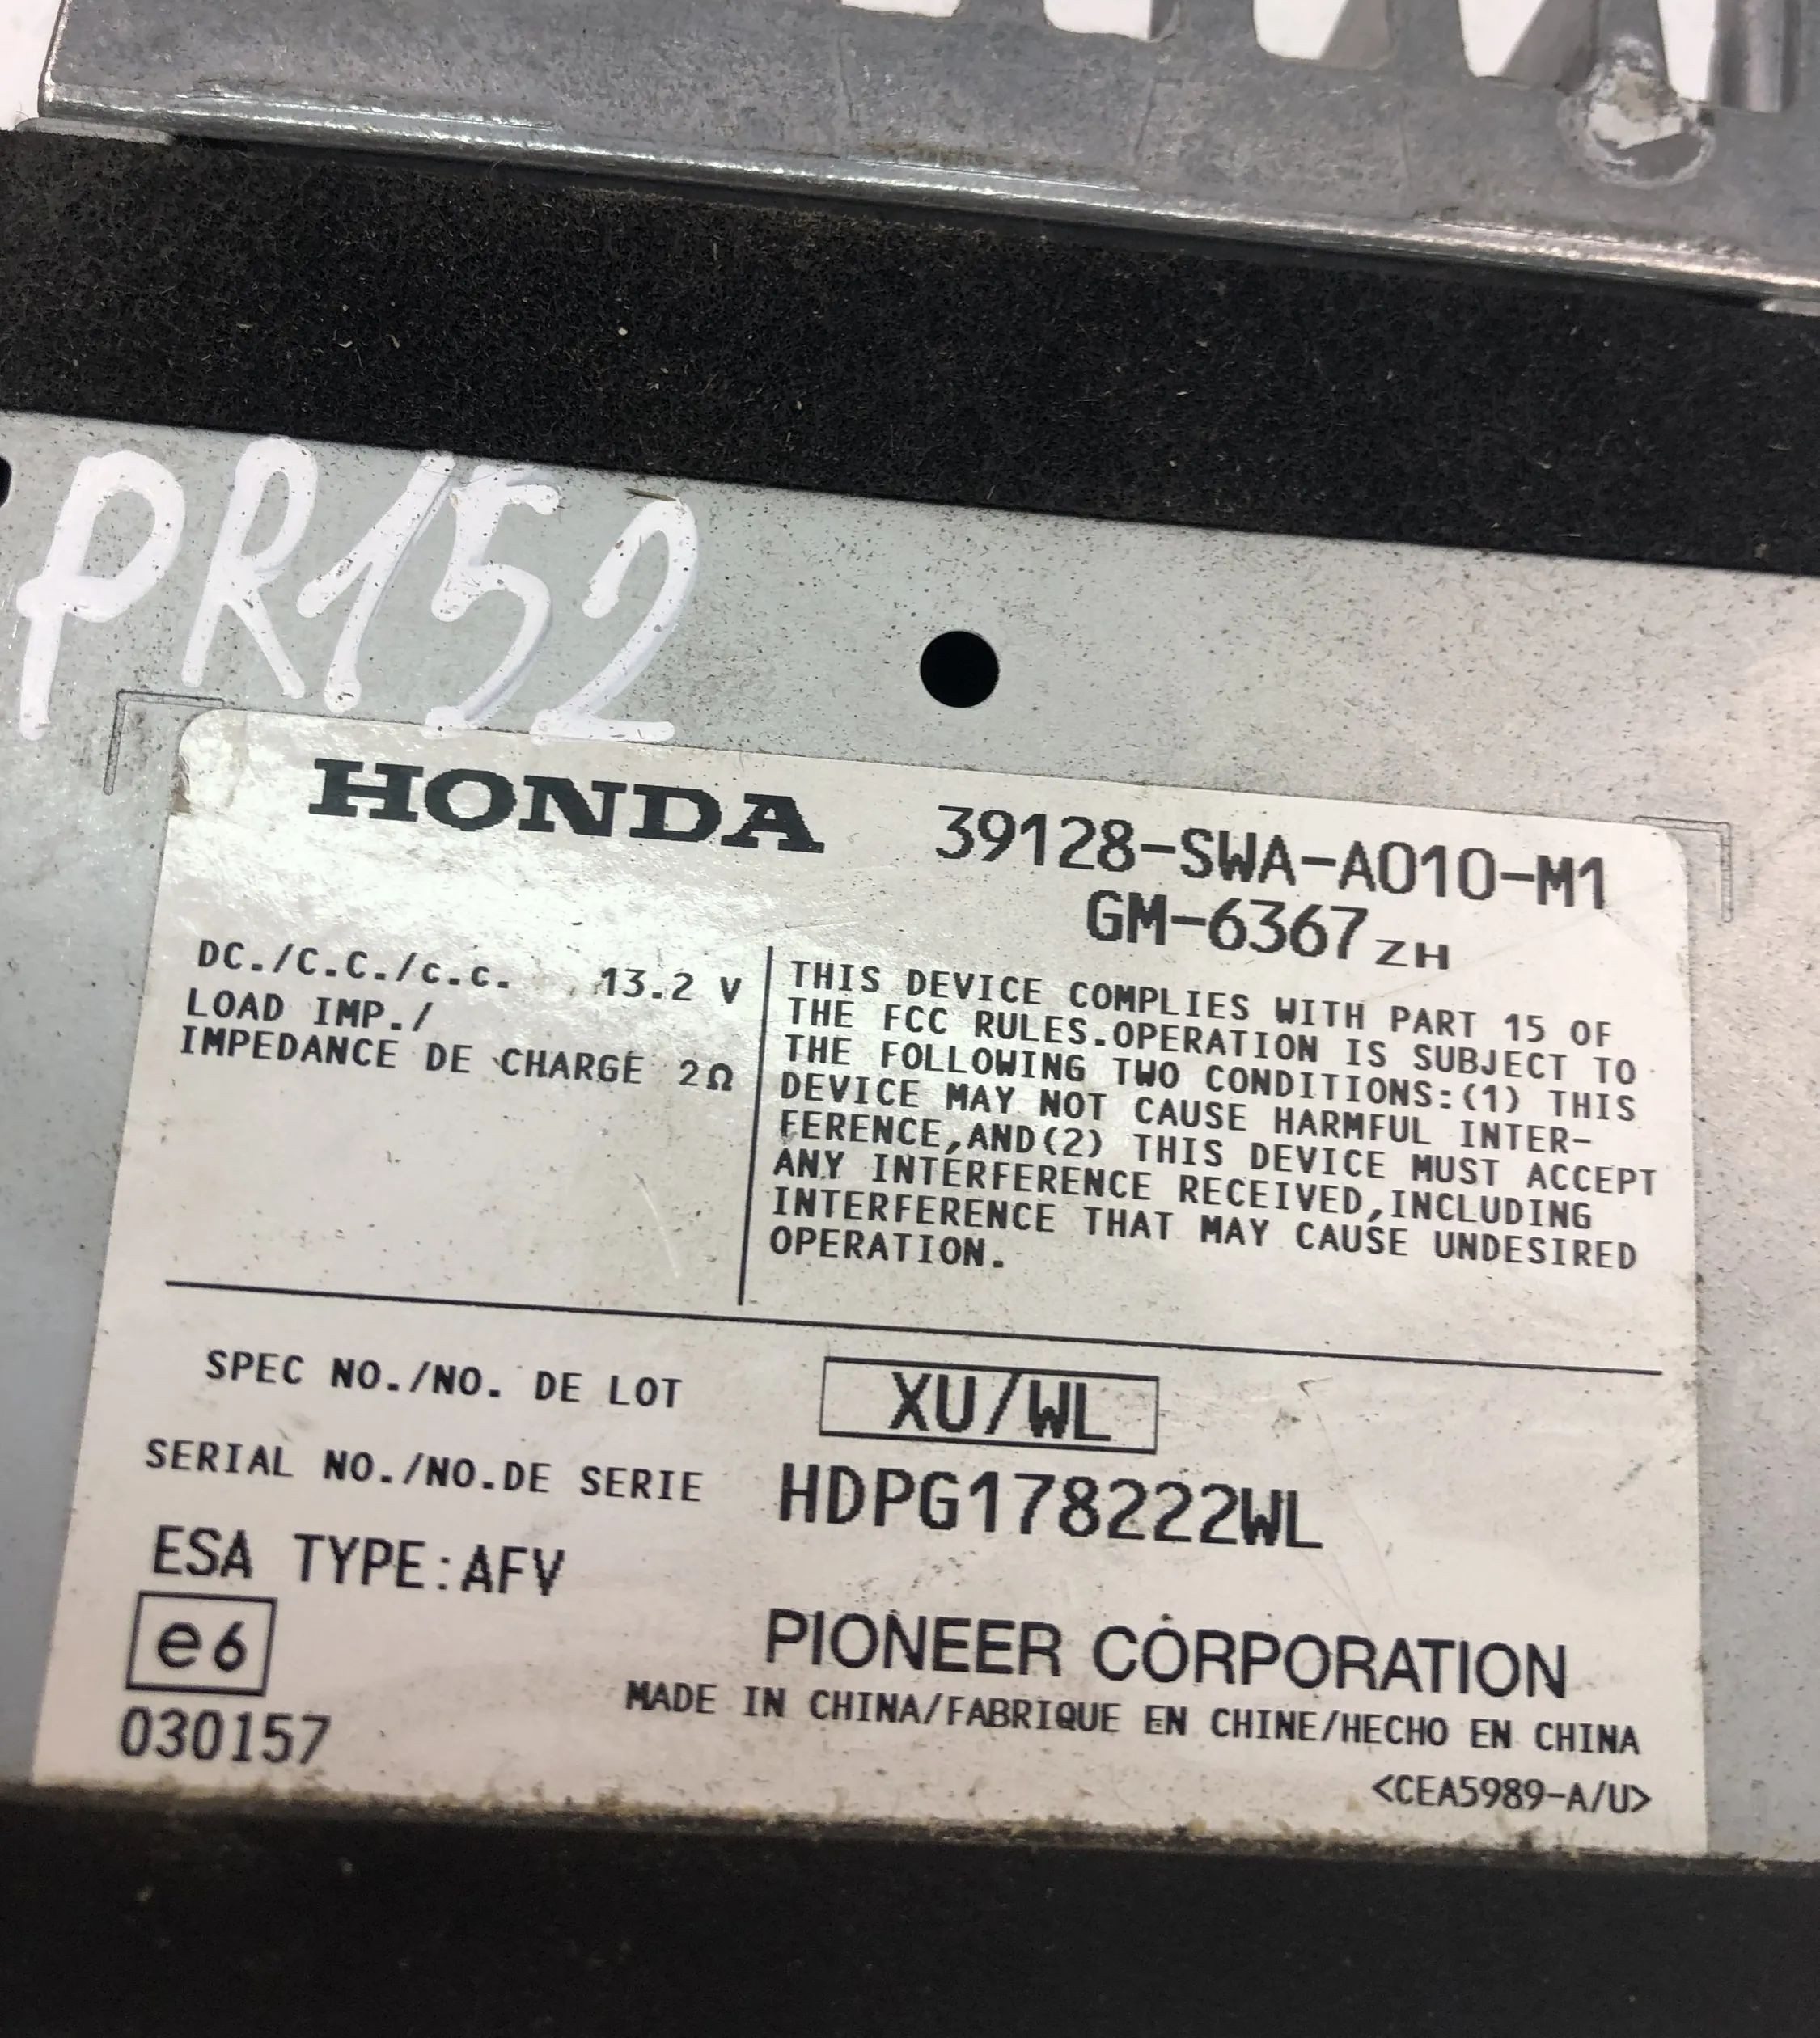 PR152
HONDA 39128-SWA-A010-M1
GM-6367 ZH
DC./C.C./c.c. 13.2 V
LOAD IMP./
IMPEDANCE DE CHARGE 2Ω
THIS DEVICE COMPLIES WITH PART 15 OF
THE FCC RULES.OPERATION IS SUBJECT TO
THE FOLLOWING TWO CONDITIONS:(1) THIS
DEVICE MAY NOT CAUSE HARMFUL INTER-
FERENCE,AND(2) THIS DEVICE MUST ACCEPT
ANY INTERFERENCE RECEIVED,INCLUDING
INTERFERENCE THAT MAY CAUSE UNDESIRED
OPERATION.
SPEC NO./NO. DE LOT XU/WL
SERIAL NO./NO.DE SERIE HDPG178222WL
ESA TYPE:AFV
e6
030157
PIONEER CORPORATION
MADE IN CHINA/FABRIQUE EN CHINE/HECHO EN CHINA
<CEA5989-A/U>